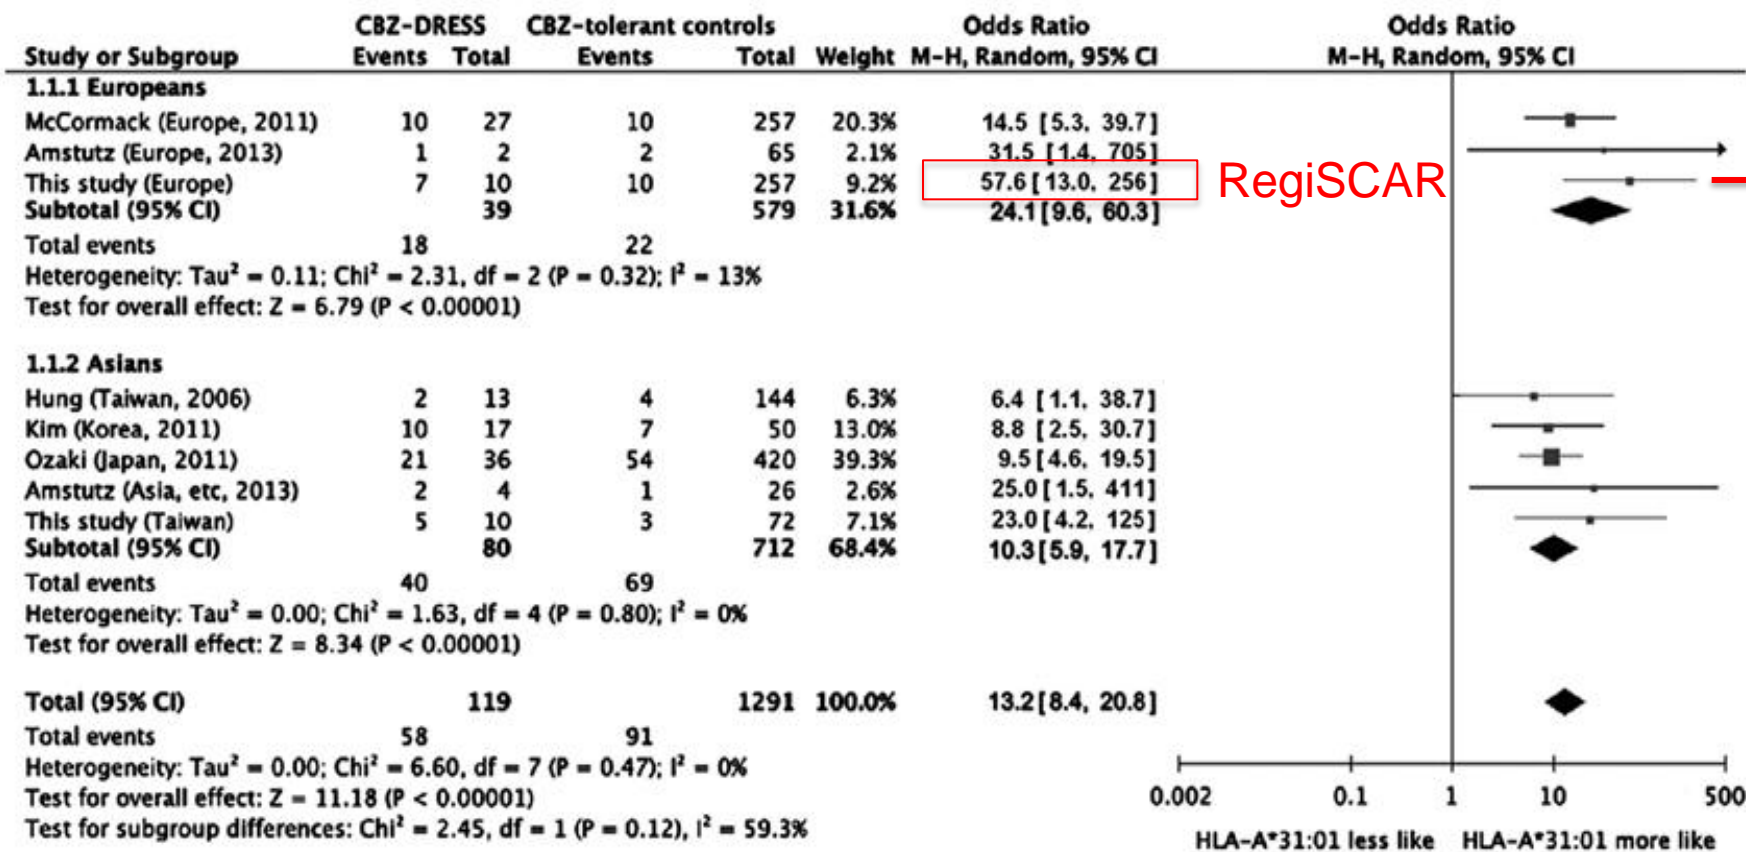 CBZ-DRESS CBZ-tolerant controls Odds Ratio Odds Ratio
Study or Subgroup Events Total Events Total Weight M-H, Random, 95% CI M-H, Random, 95% CI
1.1.1 Europeans
McCormack (Europe, 2011) 10 27 10 257 20.3% 14.5 [5.3, 39.7]
Amstutz (Europe, 2013) 1 2 2 65 2.1% 31.5 [1.4, 705]
This study (Europe) 7 10 10 257 9.2% 57.6 [13.0, 256] RegiSCAR
Subtotal (95% CI) 39 579 31.6% 24.1 [9.6, 60.3]
Total events 18 22
Heterogeneity: Tau² = 0.11; Chi² = 2.31, df = 2 (P = 0.32); I² = 13%
Test for overall effect: Z = 6.79 (P < 0.00001)
1.1.2 Asians
Hung (Taiwan, 2006) 2 13 4 144 6.3% 6.4 [1.1, 38.7]
Kim (Korea, 2011) 10 17 7 50 13.0% 8.8 [2.5, 30.7]
Ozaki (Japan, 2011) 21 36 54 420 39.3% 9.5 [4.6, 19.5]
Amstutz (Asia, etc, 2013) 2 4 1 26 2.6% 25.0 [1.5, 411]
This study (Taiwan) 5 10 3 72 7.1% 23.0 [4.2, 125]
Subtotal (95% CI) 80 712 68.4% 10.3 [5.9, 17.7]
Total events 40 69
Heterogeneity: Tau² = 0.00; Chi² = 1.63, df = 4 (P = 0.80); I² = 0%
Test for overall effect: Z = 8.34 (P < 0.00001)
Total (95% CI) 119 1291 100.0% 13.2 [8.4, 20.8]
Total events 58 91
Heterogeneity: Tau² = 0.00; Chi² = 6.60, df = 7 (P = 0.47); I² = 0%
Test for overall effect: Z = 11.18 (P < 0.00001)
Test for subgroup differences: Chi² = 2.45, df = 1 (P = 0.12), I² = 59.3%
0.002 0.1 1 10 500
HLA-A*31:01 less like HLA-A*31:01 more like